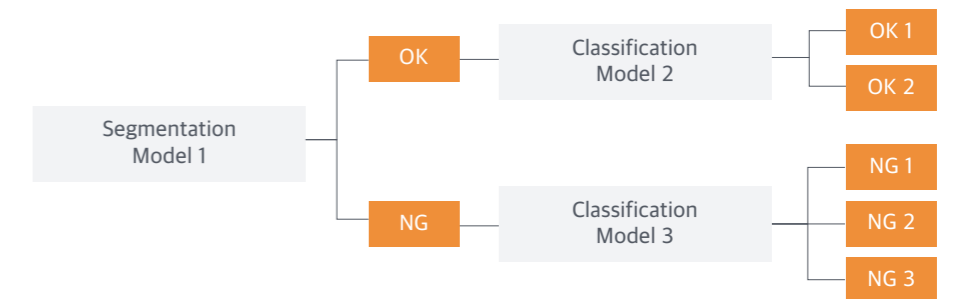 Segmentation
Model 1
OK
Classification
Model 2
OK 1
OK 2
NG
Classification
Model 3
NG 1
NG 2
NG 3